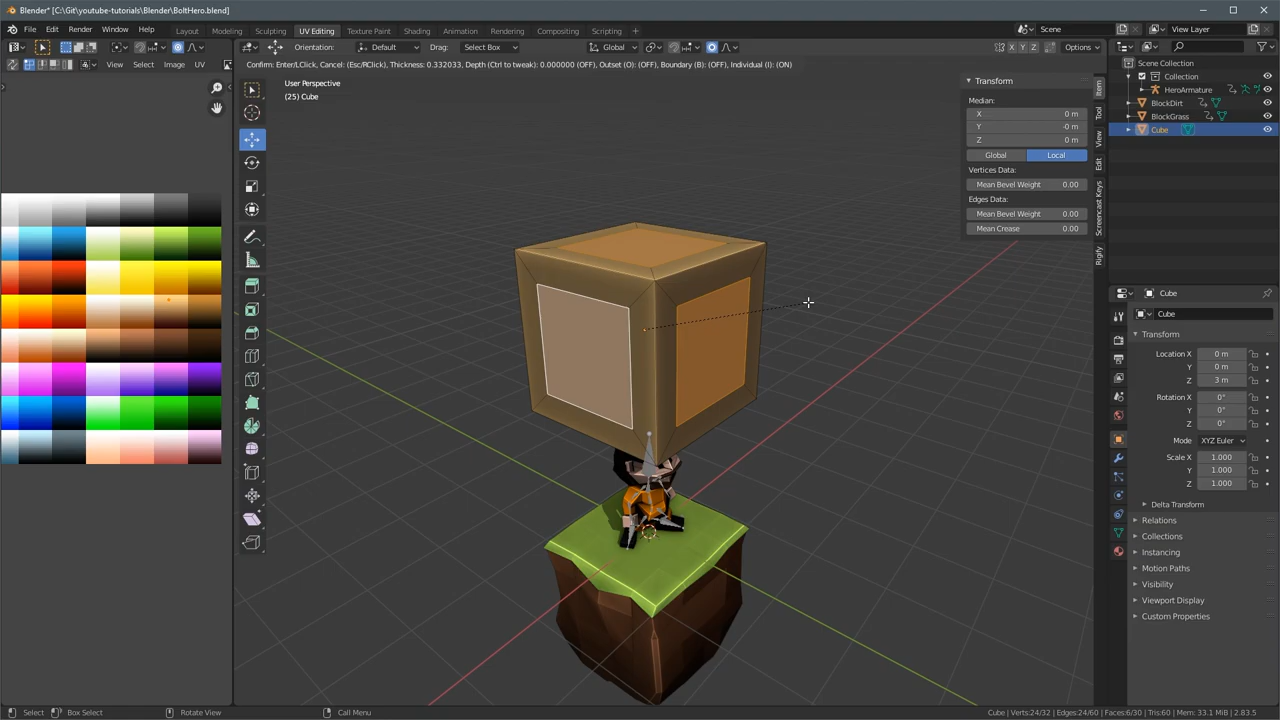 Blender* [C:\Git\youtube-tutorials\Blender\BoltHero.blend]
File Edit Render Window Help Layout Modeling Sculpting UV Editing Texture Paint Shading Animation Rendering Compositing Scripting Scene View Layer
Orientation: Default Drag: Select Box Global X Y Z Options
View Select Image UV Confirm: Enter/LClick, Cancel: (Esc/RClick), Thickness: 0.332033, Depth (Ctrl to tweak): 0.000000 (OFF), Outset (O): (OFF), Boundary (B): (OFF), Individual (I): (ON)
Scene Collection
Collection
HeroArmature
BlockDirt
BlockGrass
Cube
User Perspective
(25) Cube
Transform
Median:
X 0 m
Y -0 m
Z 0 m
Global Local
Vertices Data:
Mean Bevel Weight 0.00
Edges Data:
Mean Bevel Weight 0.00
Mean Crease 0.00
Item
Tool
View
Edit
Screencast Keys
Rigify
Cube
Cube
Transform
Location X 0 m
Y 0 m
Z 3 m
Rotation X 0°
Y 0°
Z 0°
Mode XYZ Euler
Scale X 1.000
Y 1.000
Z 1.000
Delta Transform
Relations
Collections
Instancing
Motion Paths
Visibility
Viewport Display
Custom Properties
Select Box Select Rotate View Call Menu Cube | Verts:24/32 | Edges:24/60 | Faces:6/30 | Tris:60 | Mem: 33.1 MiB | 2.83.5